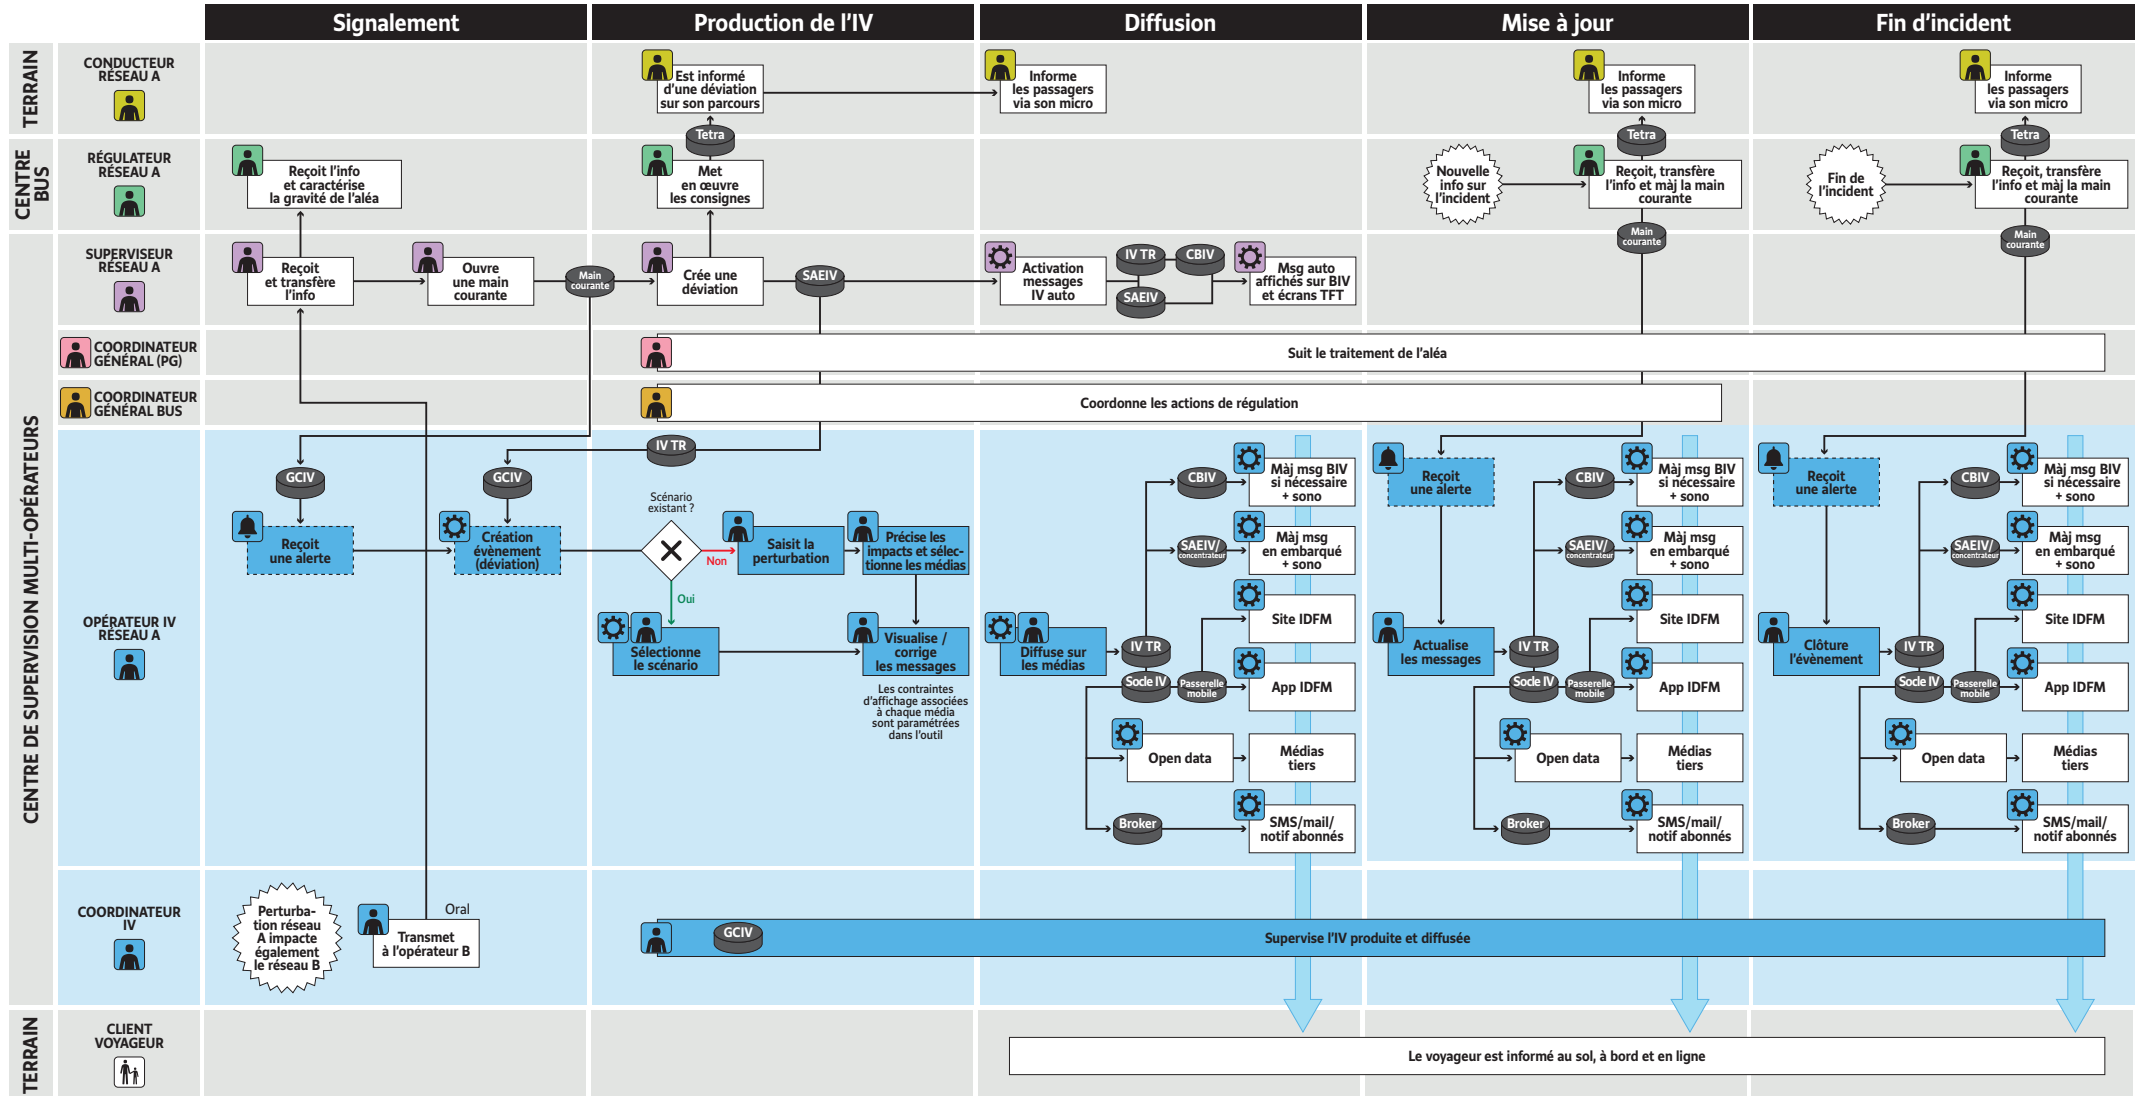 Signalement
Production de l'IV
Diffusion
Mise à jour
Fin d'incident
TERRAIN
CONDUCTEUR
RÉSEAU A
Est informé
d'une déviation
sur son parcours
Informe
les passagers
via son micro
Informe
les passagers
via son micro
Informe
les passagers
via son micro
Tetra
Tetra
Tetra
CENTRE
BUS
RÉGULATEUR
RÉSEAU A
Reçoit l'info
et caractérise
la gravité de l'aléa
Met
en œuvre
les consignes
Nouvelle
info sur
l'incident
Reçoit, transfère
l'info et màj la main
courante
Fin de
l'incident
Reçoit, transfère
l'info et màj la main
courante
Main
courante
Main
courante
CENTRE DE SUPERVISION MULTI-OPÉRATEURS
SUPERVISEUR
RÉSEAU A
Reçoit
et transfère
l'info
Ouvre
une main
courante
Main
courante
Crée une
déviation
SAEIV
Activation
messages
IV auto
IV TR
CBIV
SAEIV
Msg auto
affichés sur BIV
et écrans TFT
COORDINATEUR
GÉNÉRAL (PG)
Suit le traitement de l'aléa
COORDINATEUR
GÉNÉRAL BUS
Coordonne les actions de régulation
OPÉRATEUR IV
RÉSEAU A
GCIV
GCIV
IV TR
Reçoit
une alerte
Création
évènement
(déviation)
Scénario
existant ?
Non
Oui
Saisit la
perturbation
Précise les
impacts et sélec-
tionne les médias
Sélectionne
le scénario
Visualise /
corrige
les messages
Les contraintes
d'affichage associées
à chaque média
sont paramétrées
dans l'outil
Diffuse sur
les médias
IV TR
Socle IV
Passerelle
mobile
CBIV
SAEIV/
concentrateur
Màj msg BIV
si nécessaire
+ sono
Màj msg
en embarqué
+ sono
Site IDFM
App IDFM
Open data
Médias
tiers
Broker
SMS/mail/
notif abonnés
Reçoit
une alerte
Actualise
les messages
IV TR
Socle IV
Passerelle
mobile
CBIV
SAEIV/
concentrateur
Màj msg BIV
si nécessaire
+ sono
Màj msg
en embarqué
+ sono
Site IDFM
App IDFM
Open data
Médias
tiers
Broker
SMS/mail/
notif abonnés
Reçoit
une alerte
Clôture
l'évènement
IV TR
Socle IV
Passerelle
mobile
CBIV
SAEIV/
concentrateur
Màj msg BIV
si nécessaire
+ sono
Màj msg
en embarqué
+ sono
Site IDFM
App IDFM
Open data
Médias
tiers
Broker
SMS/mail/
notif abonnés
COORDINATEUR
IV
Perturba-
tion réseau
A impacte
également
le réseau B
Oral
Transmet
à l'opérateur B
GCIV
Supervise l'IV produite et diffusée
TERRAIN
CLIENT
VOYAGEUR
Le voyageur est informé au sol, à bord et en ligne